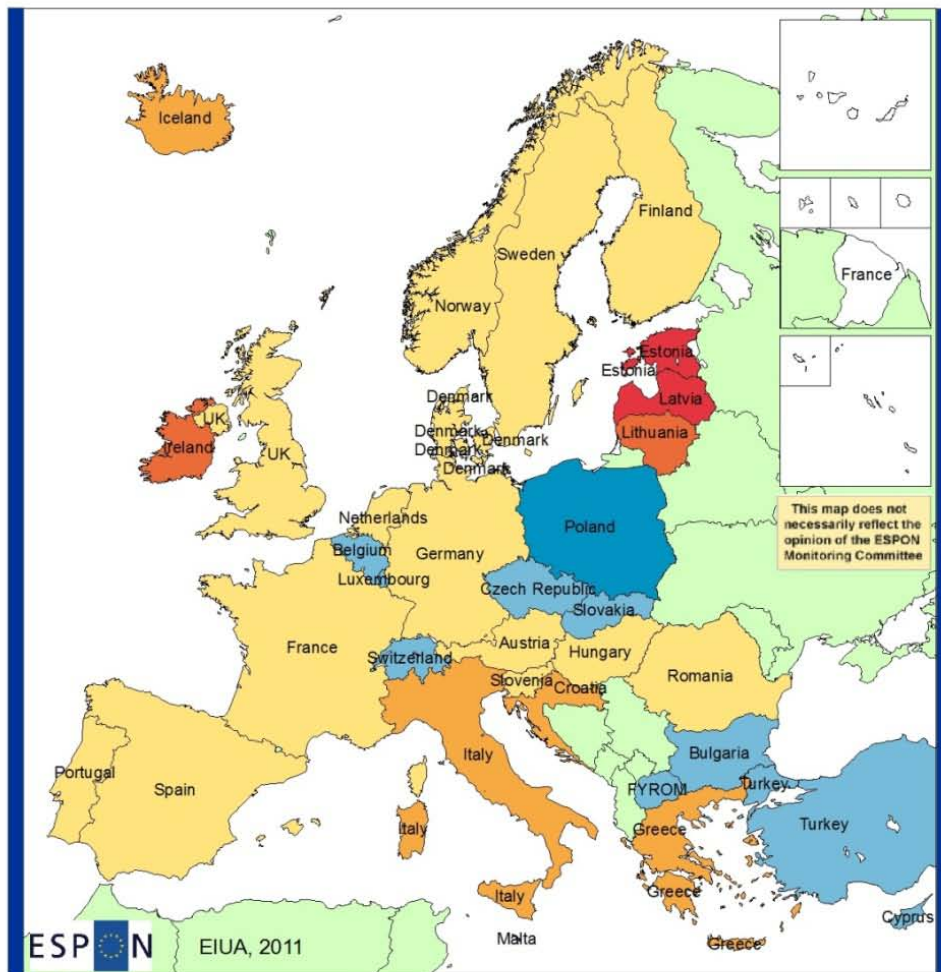 Iceland
Finland
Sweden
Norway
France
Estonia
Estonia
Latvia
Lithuania
Denmark
Denmark
Denmark
Denmark
Denmark
UK
Ireland
UK
This map does not
necessarily reflect the
opinion of the ESPON
Monitoring Committee
Netherlands
Poland
Belgium
Germany
Luxembourg
Czech Republic
Slovakia
France
Austria
Switzerland
Hungary
Slovenia
Croatia
Romania
Italy
Bulgaria
Portugal
Spain
FYROM
Turkey
Turkey
Italy
Greece
Italy
Greece
Cyprus
Malta
Greece
ESPON
EIUA, 2011